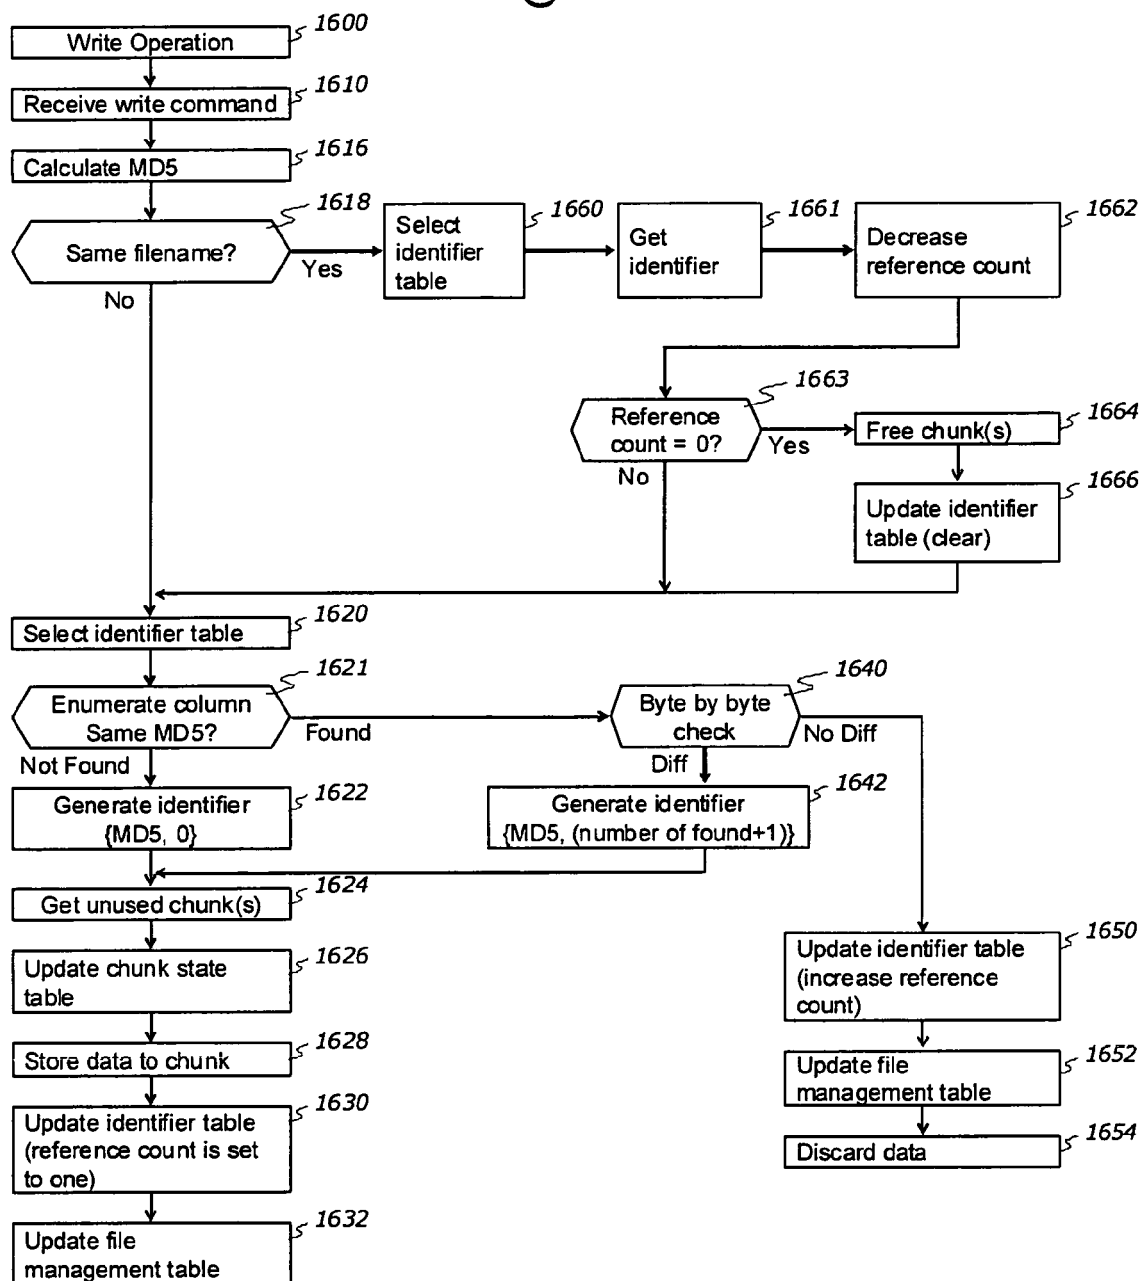 1600
Write Operation
1610
Receive write command
1616
Calculate MD5
1618
Same filename?
Yes
No
1660
Select
identifier
table
1661
Get
identifier
1662
Decrease
reference count
1663
Reference
count = 0?
Yes
No
1664
Free chunk(s)
1666
Update identifier
table (clear)
1620
Select identifier table
1621
Enumerate column
Same MD5?
Found
Not Found
1640
Byte by byte
check
No Diff
Diff
1622
Generate identifier
{MD5, 0}
1642
Generate identifier
{MD5, (number of found+1)}
1624
Get unused chunk(s)
1626
Update chunk state
table
1628
Store data to chunk
1630
Update identifier table
(reference count is set
to one)
1632
Update file
management table
1650
Update identifier table
(increase reference
count)
1652
Update file
management table
1654
Discard data